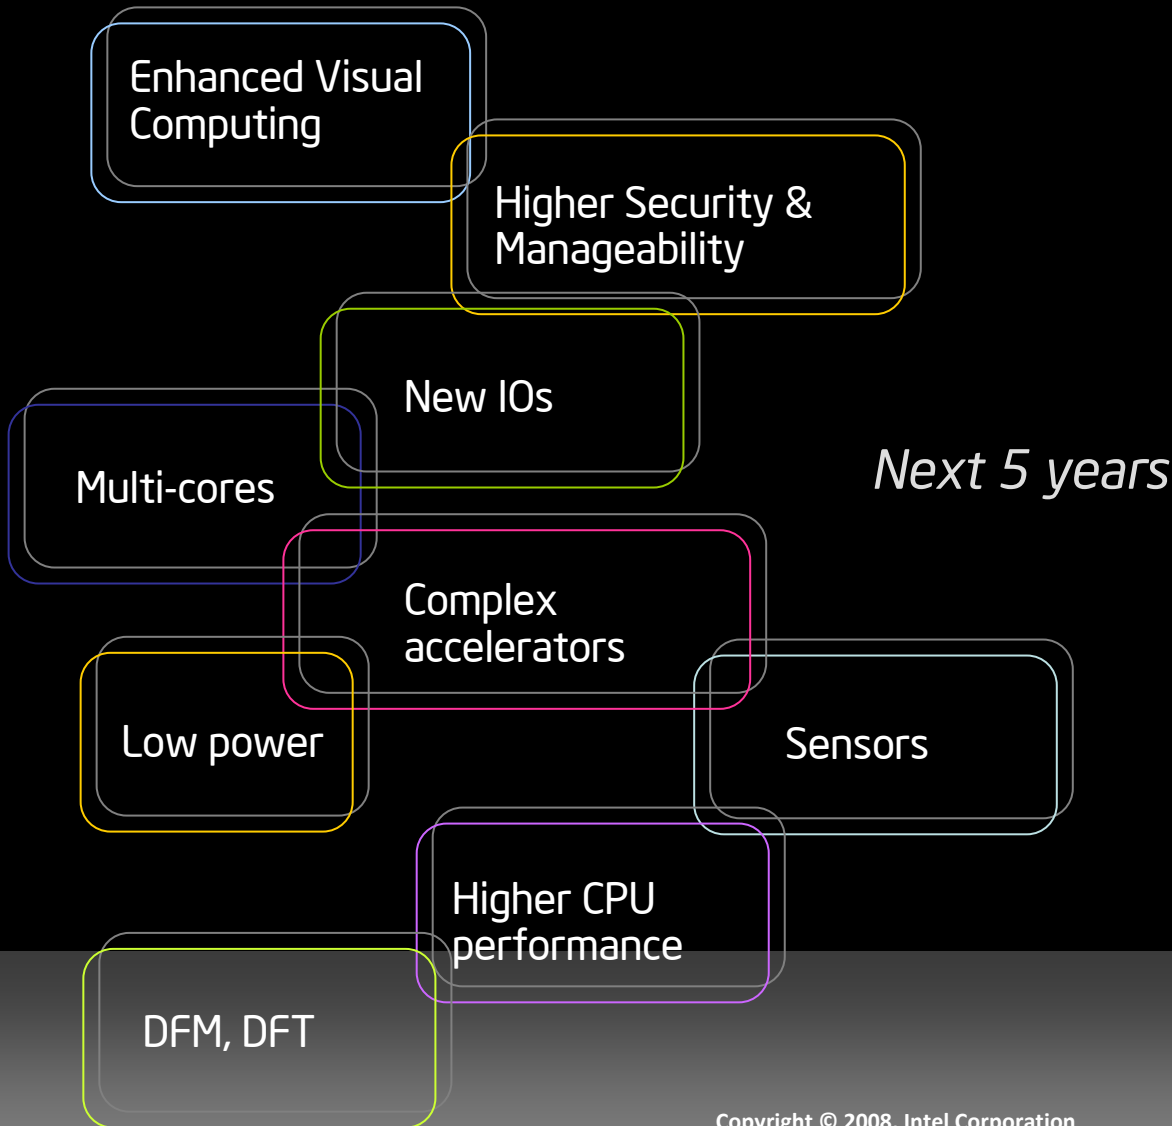 Enhanced Visual
Computing
Higher Security &
Manageability
New IOs
Multi-cores
Next 5 years
Complex
accelerators
Low power
Sensors
Higher CPU
performance
DFM, DFT
Copyright © 2008, Intel Corporation